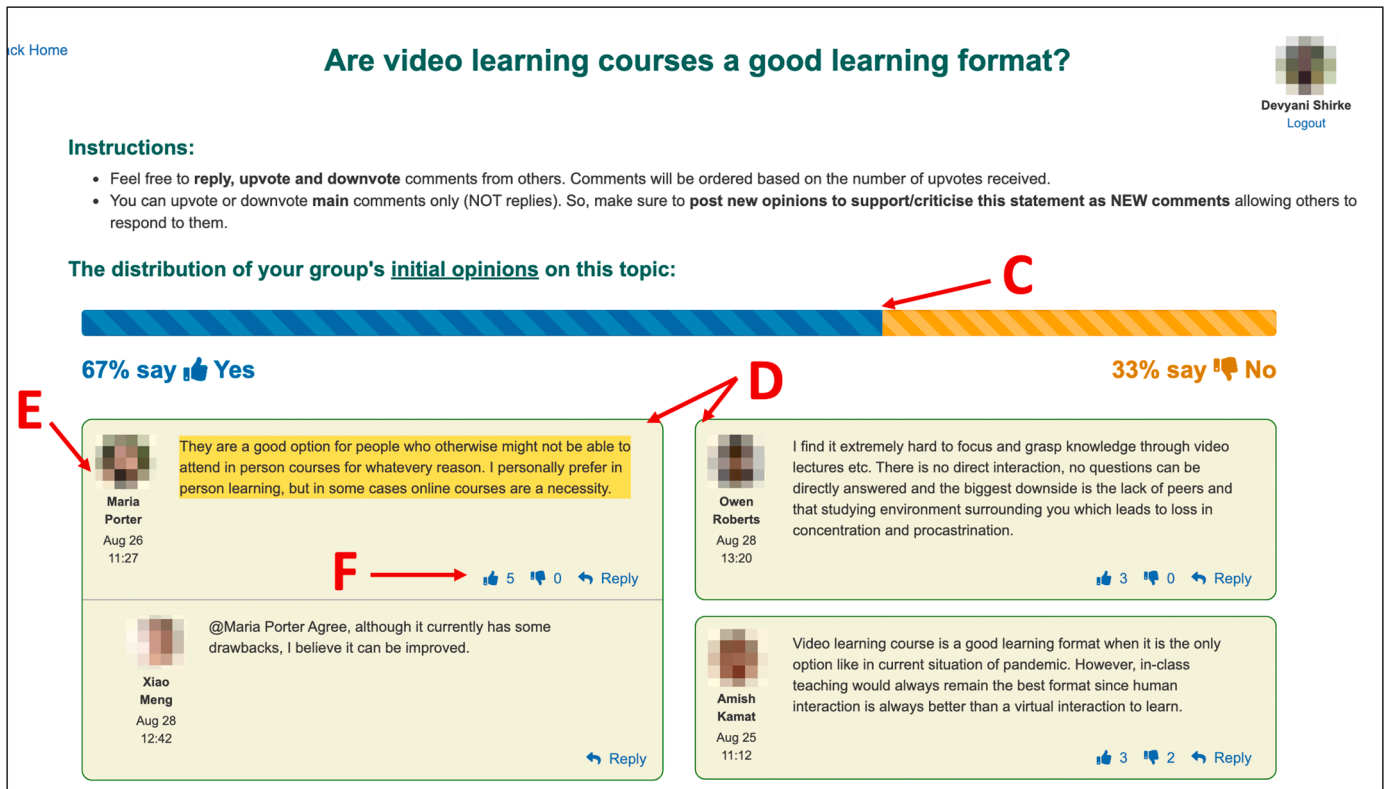 ck Home
Are video learning courses a good learning format?
Devyani Shirke
Logout
Instructions:
• Feel free to reply, upvote and downvote comments from others. Comments will be ordered based on the number of upvotes received.
• You can upvote or downvote main comments only (NOT replies). So, make sure to post new opinions to support/criticise this statement as NEW comments allowing others to
respond to them.
The distribution of your group's initial opinions on this topic:
C
67% say Yes
33% say No
D
E
They are a good option for people who otherwise might not be able to
attend in person courses for whatevery reason. I personally prefer in
person learning, but in some cases online courses are a necessity.
Maria
Porter
Aug 26
11:27
F
5 0 Reply
@Maria Porter Agree, although it currently has some
drawbacks, I believe it can be improved.
Xiao
Meng
Aug 28
12:42
Reply
I find it extremely hard to focus and grasp knowledge through video
lectures etc. There is no direct interaction, no questions can be
directly answered and the biggest downside is the lack of peers and
that studying environment surrounding you which leads to loss in
concentration and procastrination.
Owen
Roberts
Aug 28
13:20
3 0 Reply
Video learning course is a good learning format when it is the only
option like in current situation of pandemic. However, in-class
teaching would always remain the best format since human
interaction is always better than a virtual interaction to learn.
Amish
Kamat
Aug 25
11:12
3 2 Reply